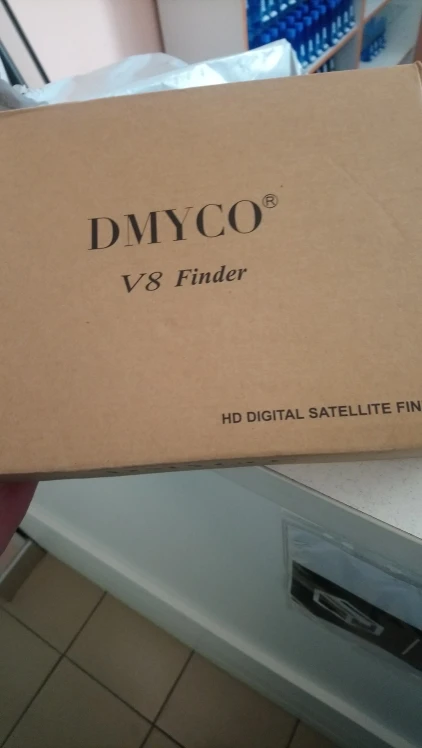 DMYCO®
V8 Finder
HD DIGITAL SATELLITE FIN